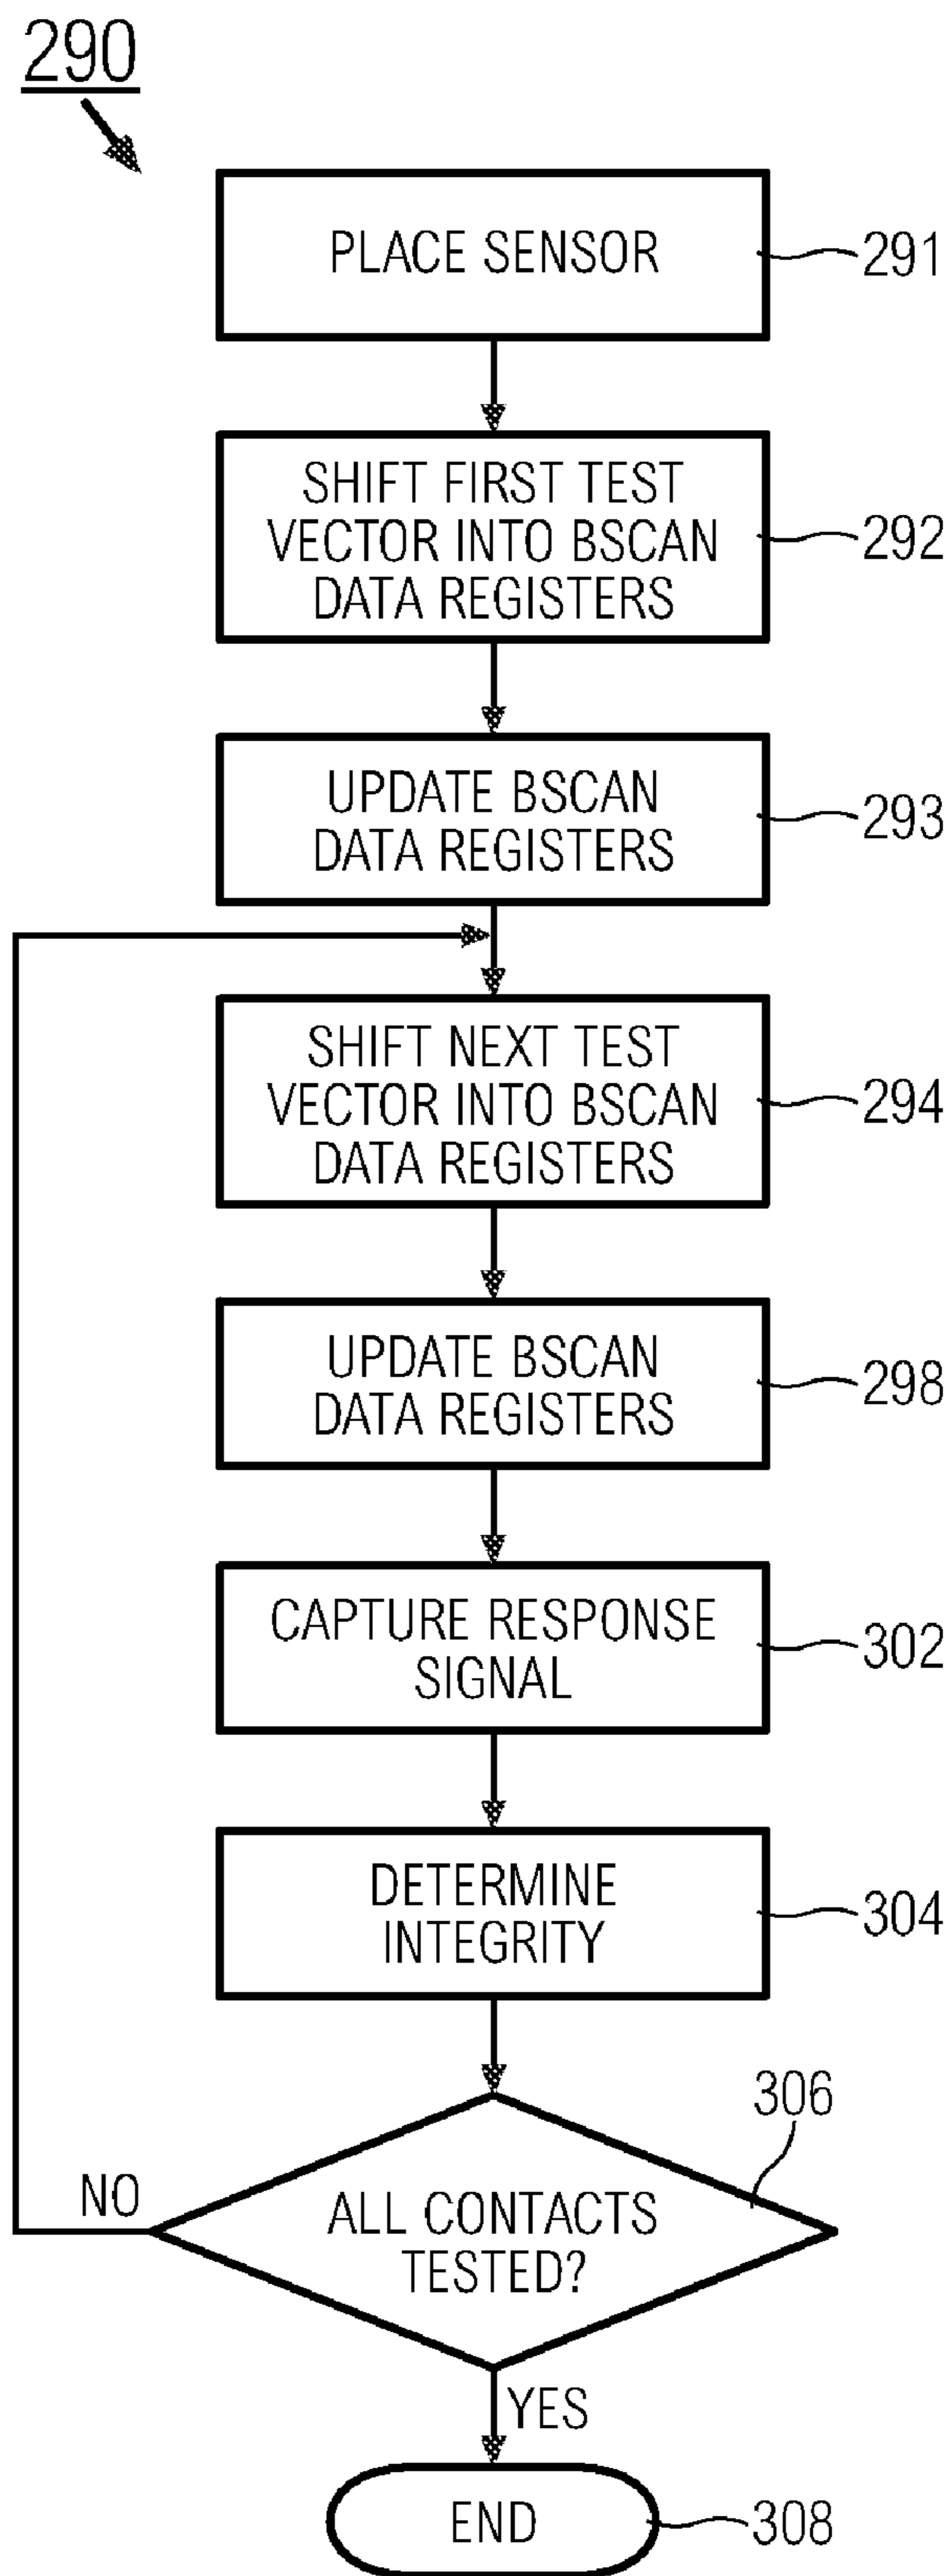 290
PLACE SENSOR
291
SHIFT FIRST TEST
VECTOR INTO BSCAN
DATA REGISTERS
292
UPDATE BSCAN
DATA REGISTERS
293
SHIFT NEXT TEST
VECTOR INTO BSCAN
DATA REGISTERS
294
UPDATE BSCAN
DATA REGISTERS
298
CAPTURE RESPONSE
SIGNAL
302
DETERMINE
INTEGRITY
304
306
NO
ALL CONTACTS
TESTED?
YES
END
308